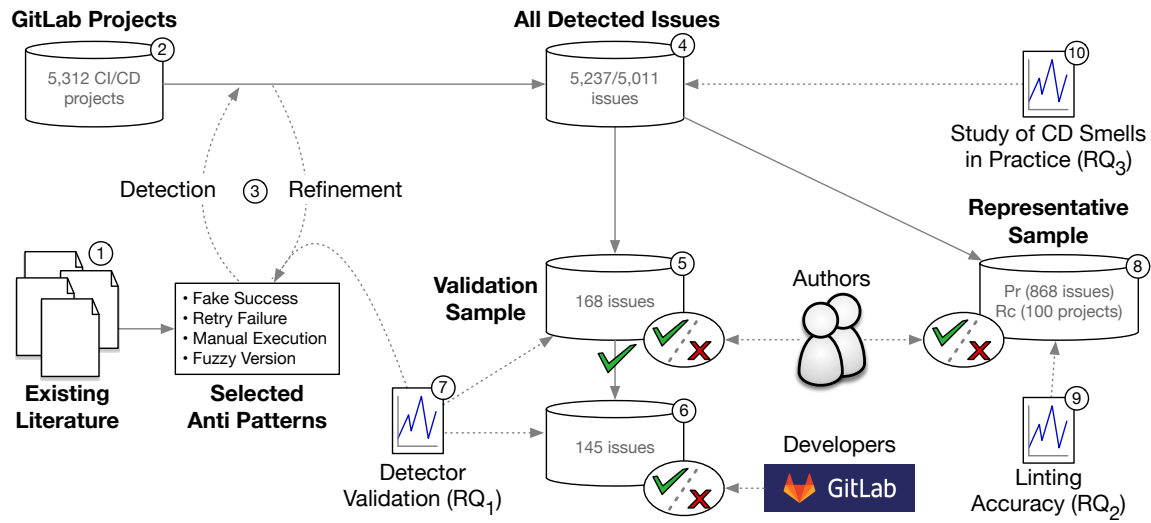 GitLab Projects
2
5,312 CI/CD
projects
All Detected Issues
4
5,237/5,011
issues
10
Study of CD Smells
in Practice (RQ3)
Detection
3
Refinement
1
Existing
Literature
• Fake Success
• Retry Failure
• Manual Execution
• Fuzzy Version
Selected
Anti Patterns
Validation
Sample
5
168 issues
Authors
Representative
Sample
8
Pr (868 issues)
Rc (100 projects)
7
Detector
Validation (RQ1)
6
145 issues
Developers
GitLab
9
Linting
Accuracy (RQ2)